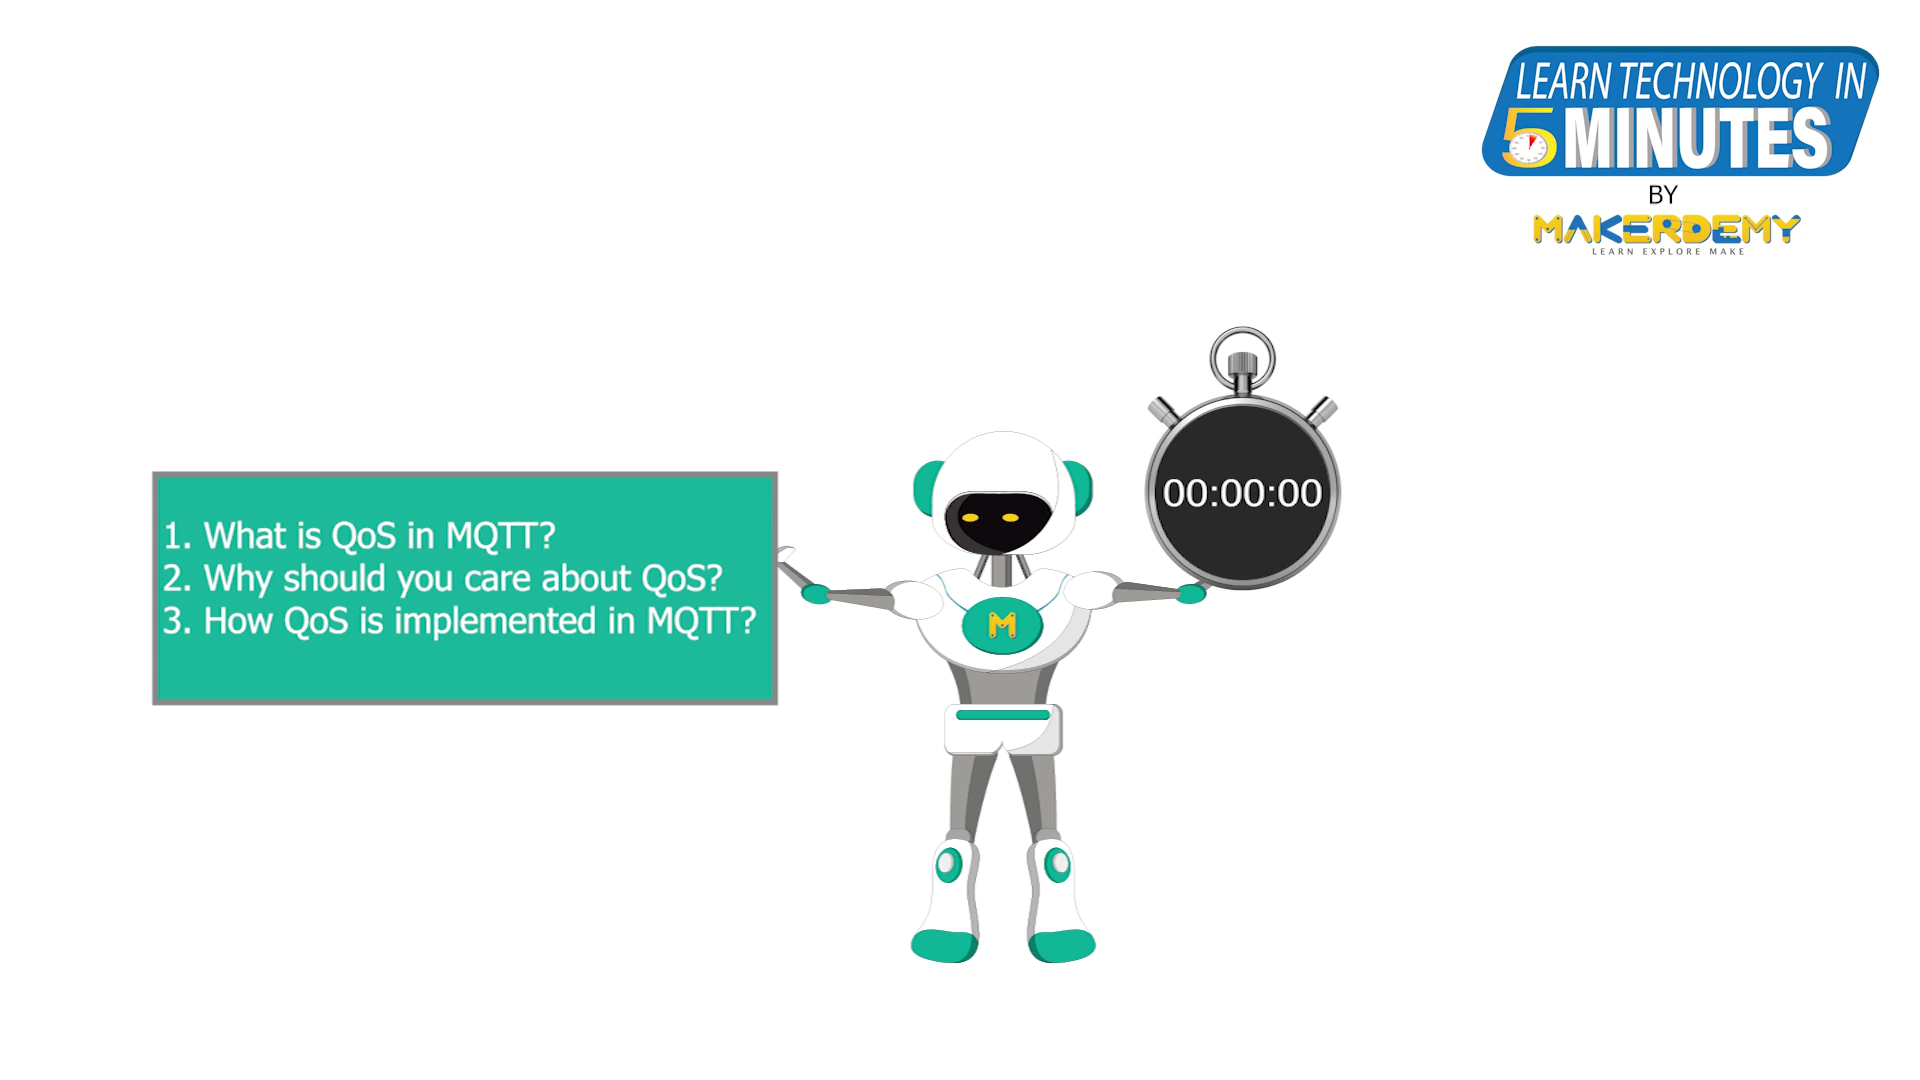 LEARN TECHNOLOGY IN
5 MINUTES
BY
MAKERDEMY
LEARN EXPLORE MAKE
00:00:00
1. What is QoS in MQTT?
2. Why should you care about QoS?
3. How QoS is implemented in MQTT?
M